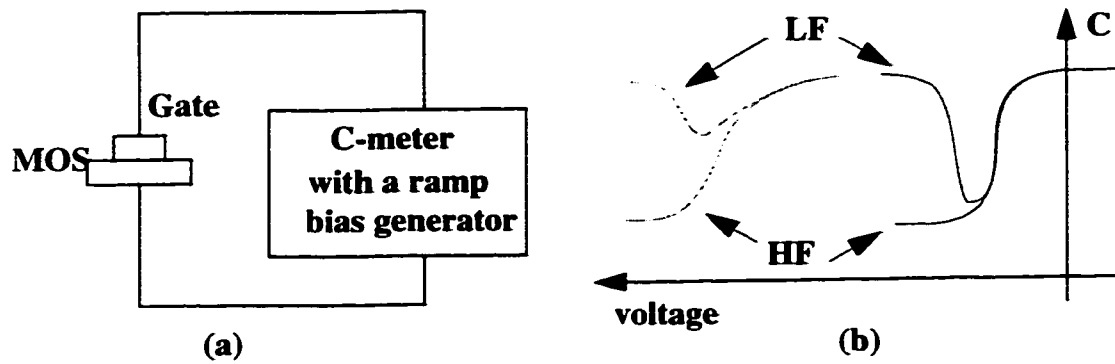 Gate
MOS
C-meter
with a ramp
bias generator
(a)
LF
C
HF
voltage
(b)